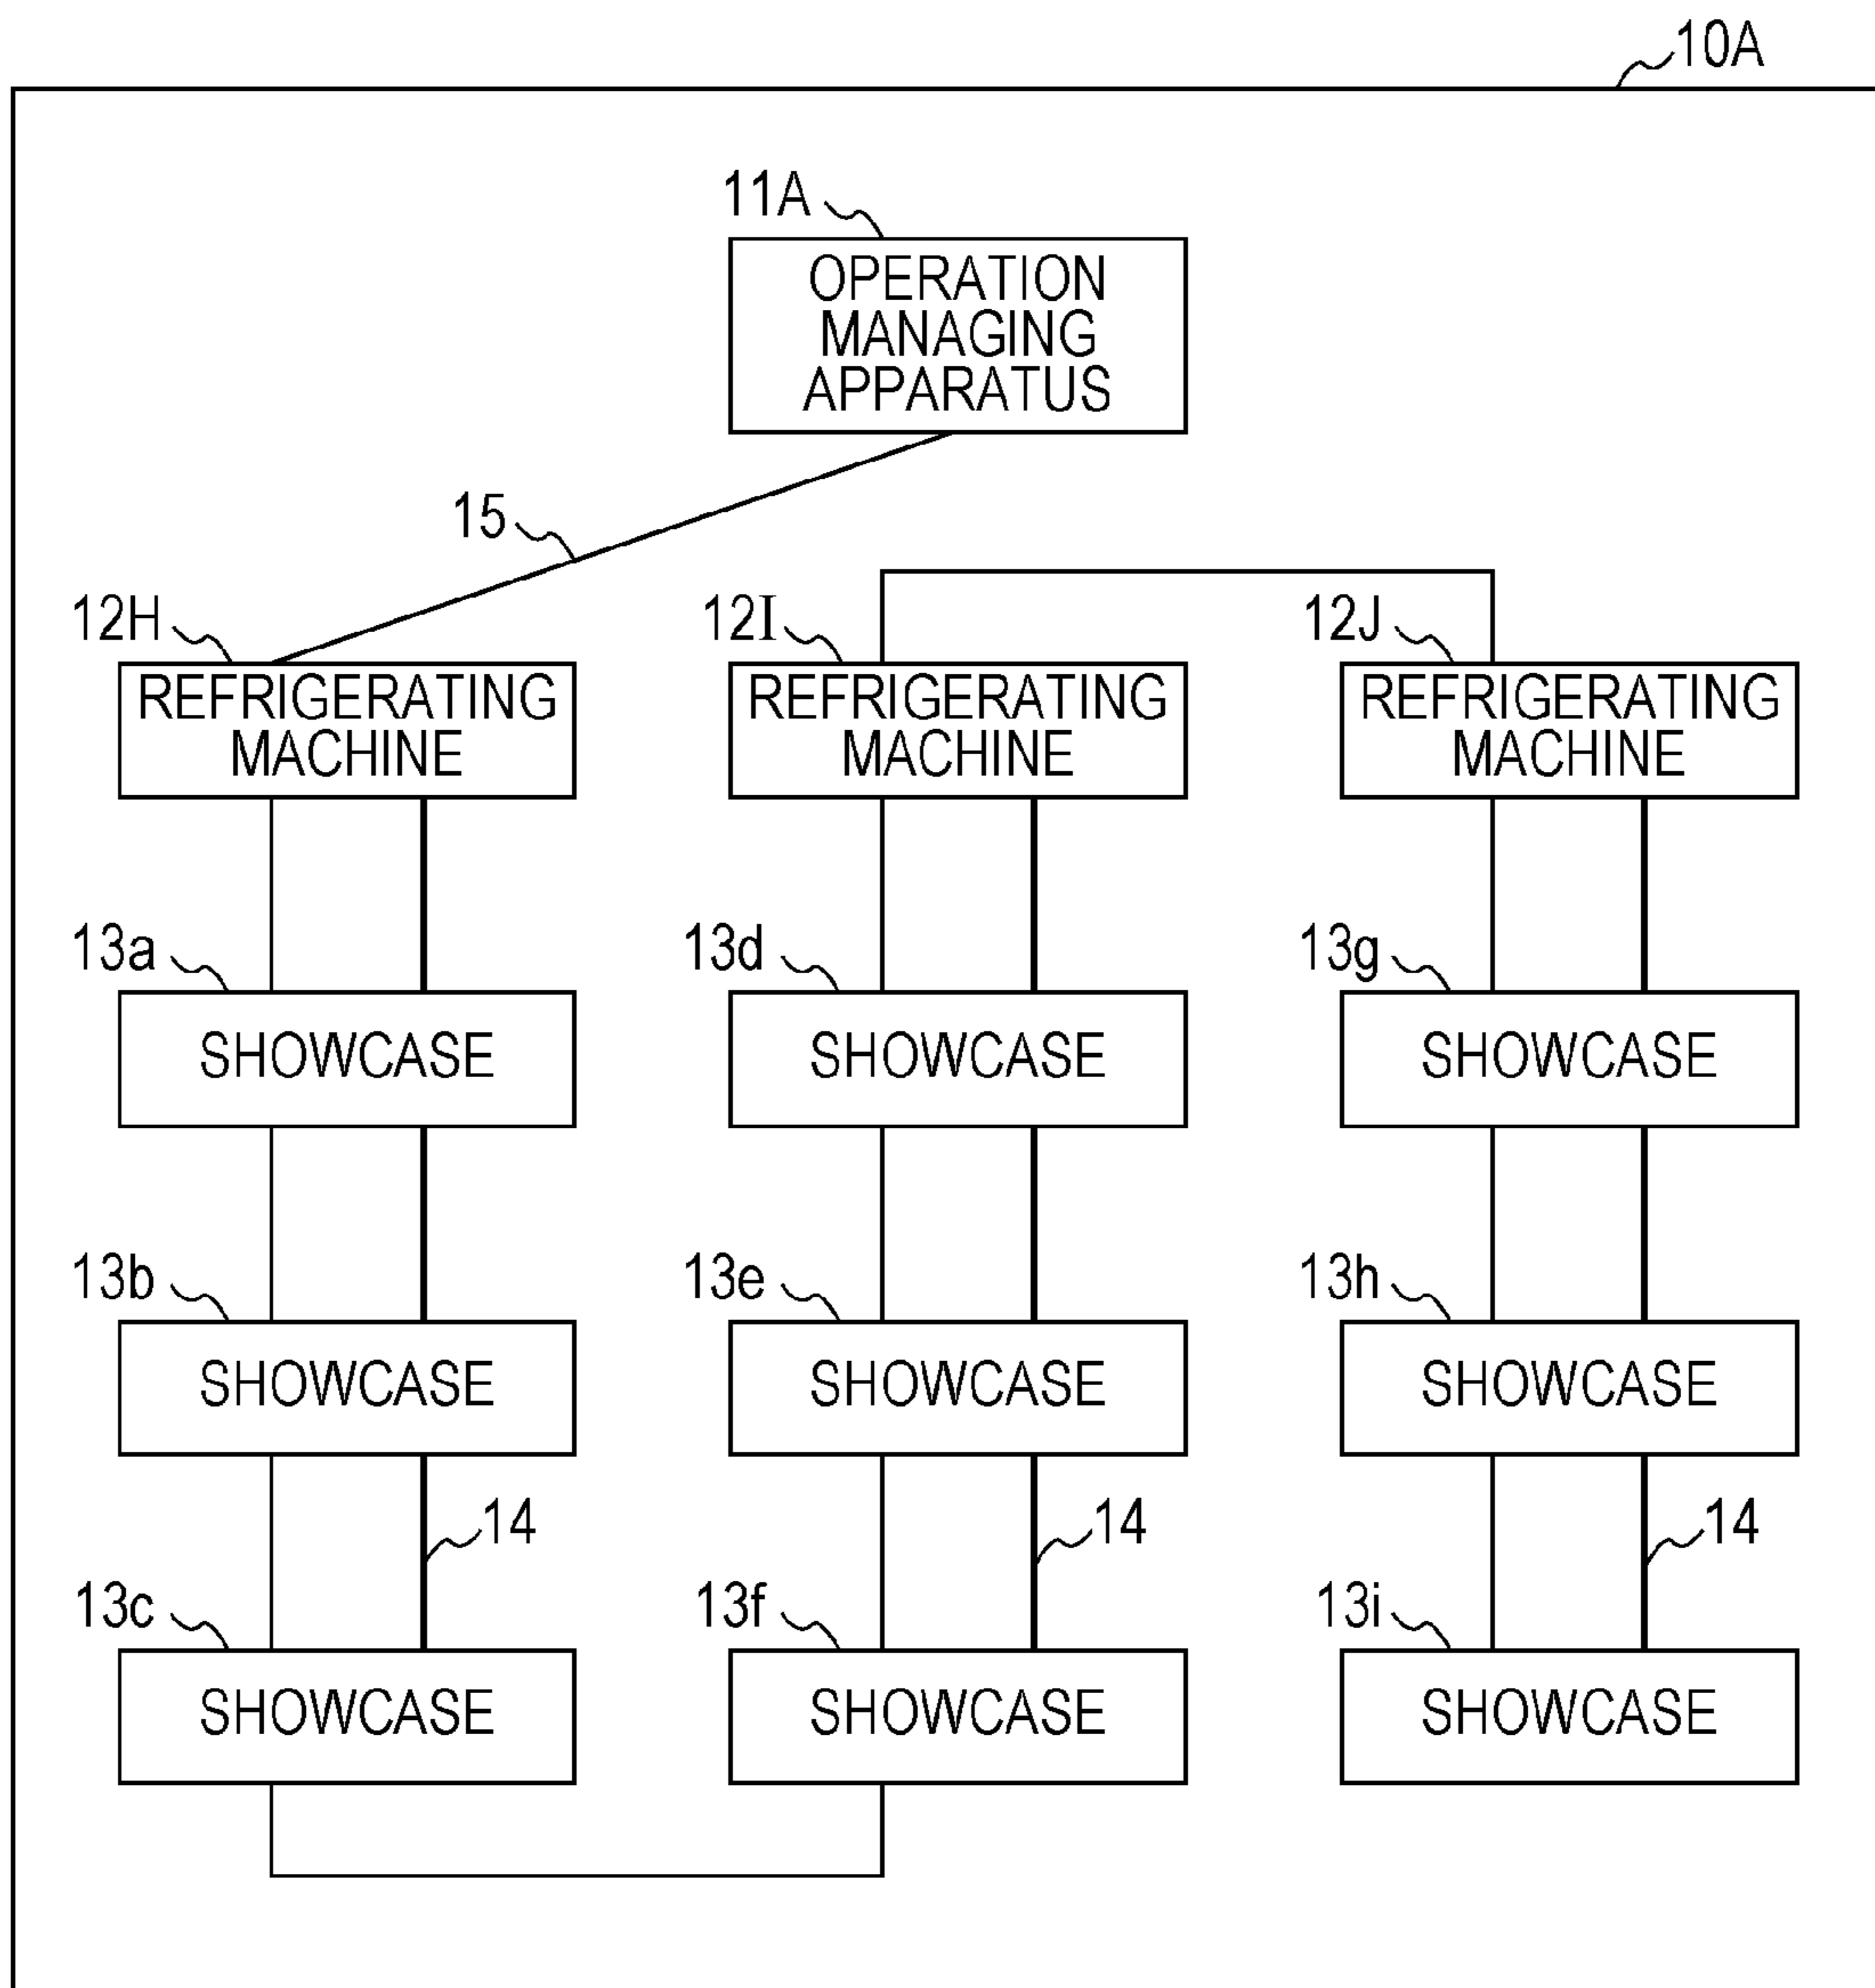 10A
11A
OPERATION
MANAGING
APPARATUS
15
12H
12I
12J
REFRIGERATING
MACHINE
REFRIGERATING
MACHINE
REFRIGERATING
MACHINE
13a
13d
13g
SHOWCASE
SHOWCASE
SHOWCASE
13b
13e
13h
SHOWCASE
SHOWCASE
SHOWCASE
14
14
14
13c
13f
13i
SHOWCASE
SHOWCASE
SHOWCASE